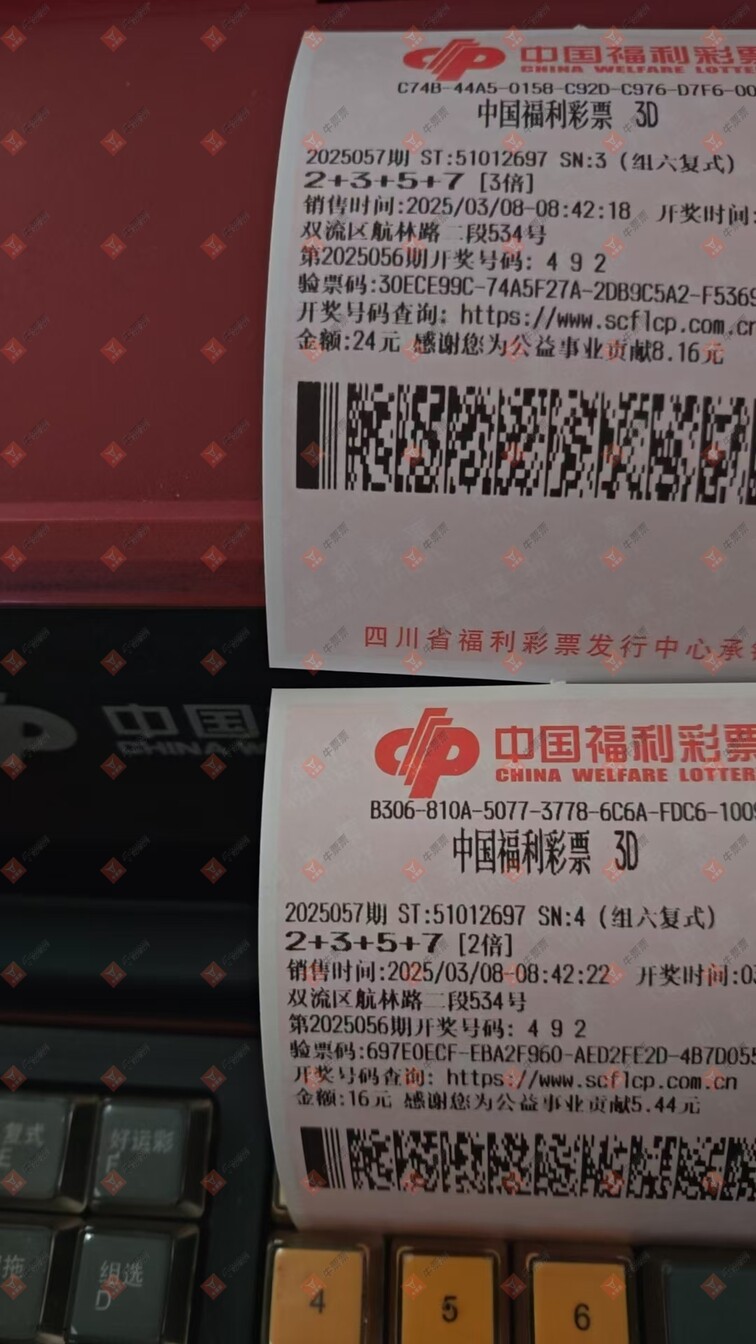 中国福利彩票
CHINA WELFARE LOTTE
C74B-44A5-0158-C92D-C976-D7F6-00
中国福利彩票 3D
2025057期 ST:51012697 SN:3 (组六复式)
2+3+5+7 [3倍]
销售时间:2025/03/08-08:42:18 开奖时间:
双流区航林路二段534号
第2025056期开奖号码: 4 9 2
验票码:30ECE99C-74A5F27A-2DB9C5A2-F5369
开奖号码查询: https://www.scflcp.com.cn
金额:24元 感谢您为公益事业贡献8.16元
四川省福利彩票发行中心承
中国
CHINA W
中国福利彩票
CHINA WELFARE LOTTER
B306-810A-5077-3778-6C6A-FDC6-1009
中国福利彩票 3D
2025057期 ST:51012697 SN:4 (组六复式)
2+3+5+7 [2倍]
销售时间:2025/03/08-08:42:22 开奖时间:03
双流区航林路二段534号
第2025056期开奖号码: 4 9 2
验票码:697E0ECF-EBA2F960-AED2FE2D-4B7D055
开奖号码查询: https://www.scflcp.com.cn
金额:16元 感谢您为公益事业贡献5.44元
复式
E
好运彩
F
拖
组选
D
4
5
6